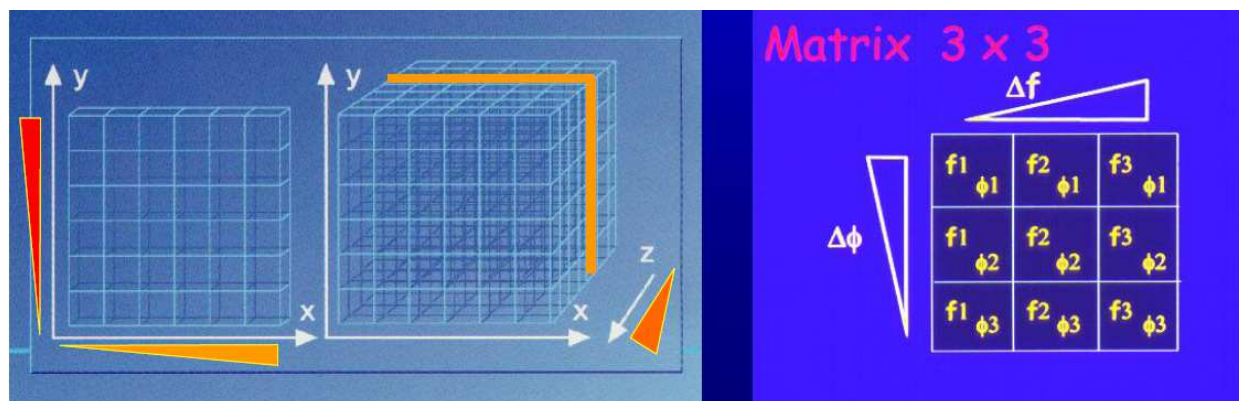 y
x
y
x
z
Matrix 3 x 3
Δf
Δϕ
f1 ϕ1 f2 ϕ1 f3 ϕ1
f1 ϕ2 f2 ϕ2 f3 ϕ2
f1 ϕ3 f2 ϕ3 f3 ϕ3